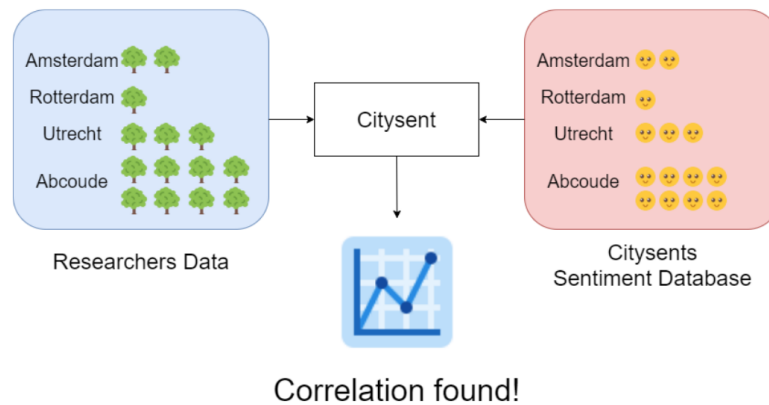 Amsterdam
Rotterdam
Utrecht
Abcoude
Researchers Data
Citysent
Amsterdam
Rotterdam
Utrecht
Abcoude
Citysents
Sentiment Database
Correlation found!